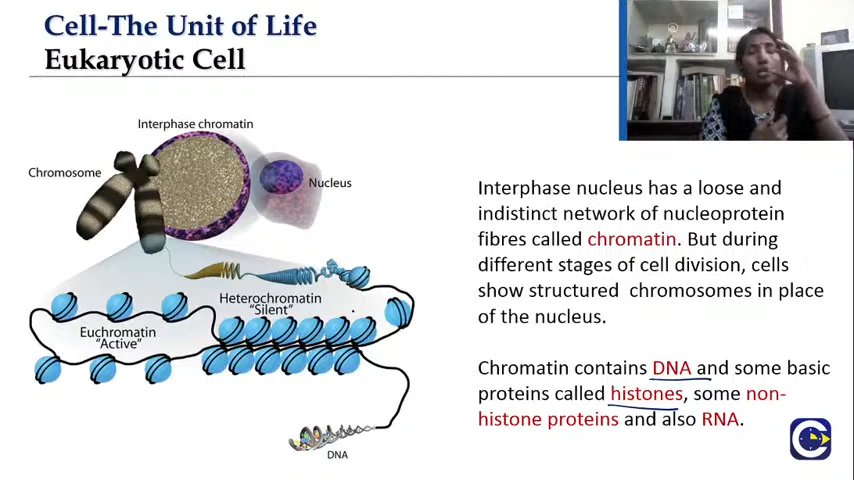 Cell-The Unit of Life
Eukaryotic Cell
Interphase chromatin
Chromosome
Nucleus
Heterochromatin
"Silent"
Euchromatin
"Active"
DNA
Interphase nucleus has a loose and
indistinct network of nucleoprotein
fibres called chromatin. But during
different stages of cell division, cells
show structured chromosomes in place
of the nucleus.
Chromatin contains DNA and some basic
proteins called histones, some non-
histone proteins and also RNA.